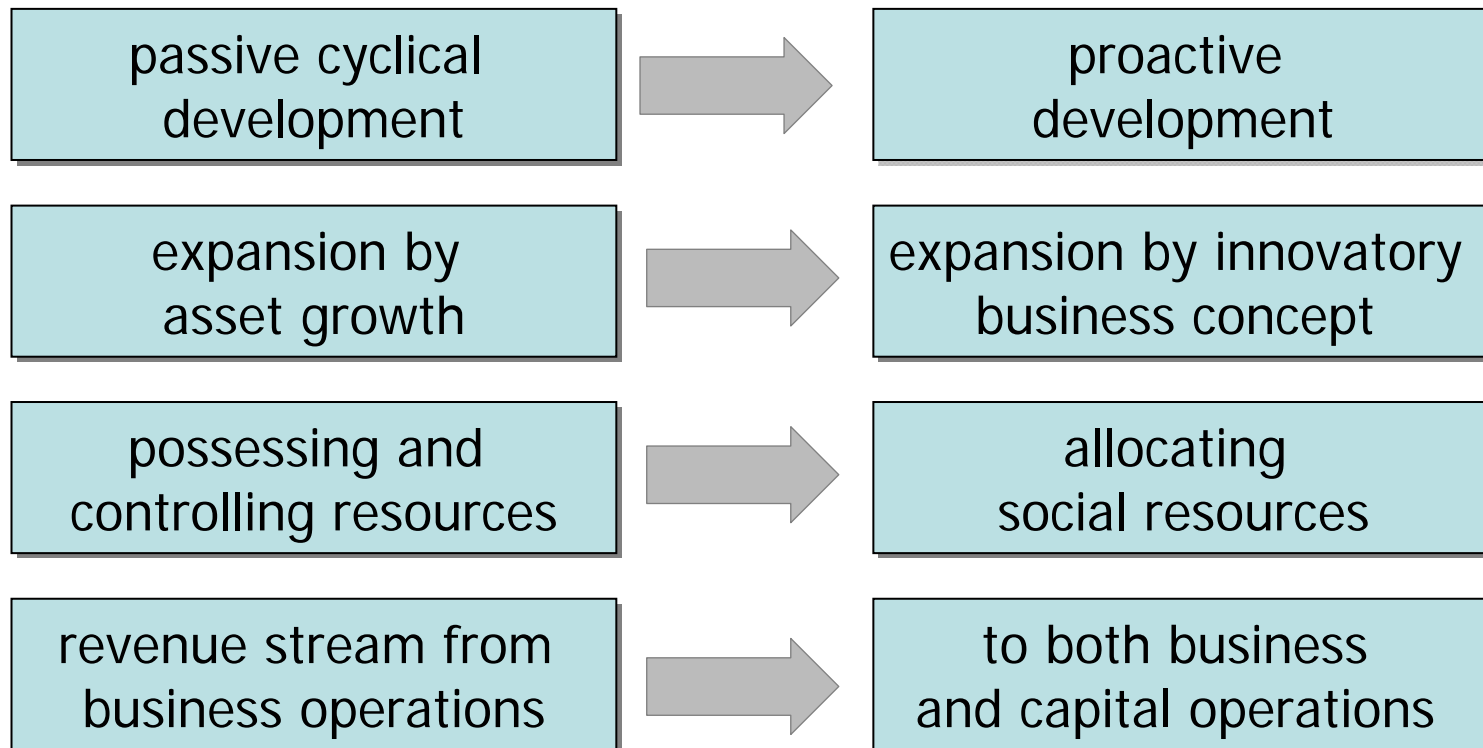 passive cyclical
development
proactive
development
expansion by
asset growth
expansion by innovatory
business concept
possessing and
controlling resources
allocating
social resources
revenue stream from
business operations
to both business
and capital operations